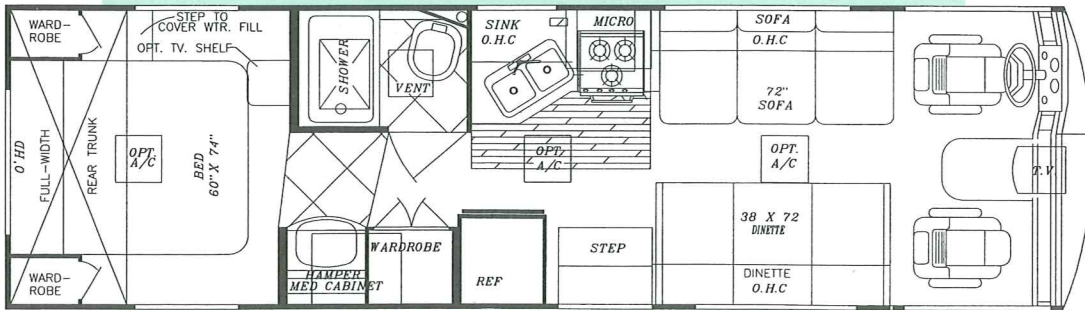 WARD-
ROBE
STEP TO
COVER WTR. FILL
OPT. TV. SHELF
O'HD
FULL-WIDTH
REAR TRUNK
OPT.
A/C
BED
60" X 74"
WARD-
ROBE
SHOWER
VENT
HAMPER
MED CABINET
WARDROBE
SINK
O.H.C
MICRO
OPT.
A/C
REF
STEP
SOFA
O.H.C
72"
SOFA
OPT.
A/C
38 X 72
DINETTE
DINETTE
O.H.C
T.V.